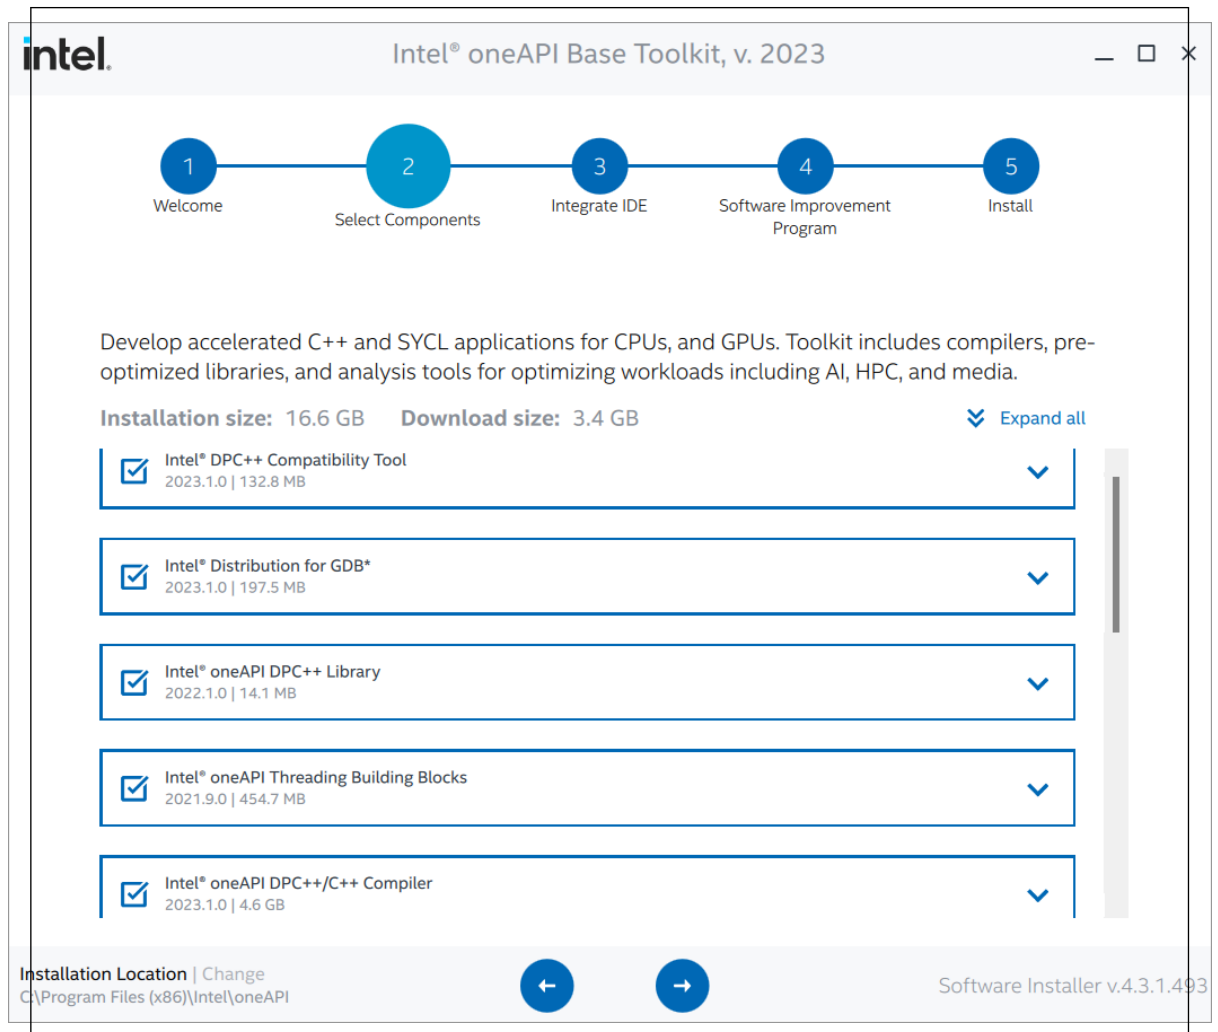 intel.
Intel® oneAPI Base Toolkit, v. 2023
1
2
3
4
5
Welcome
Select Components
Integrate IDE
Software Improvement
Program
Install
Develop accelerated C++ and SYCL applications for CPUs, and GPUs. Toolkit includes compilers, pre-
optimized libraries, and analysis tools for optimizing workloads including AI, HPC, and media.
Installation size: 16.6 GB Download size: 3.4 GB
Expand all
Intel® DPC++ Compatibility Tool
2023.1.0 | 132.8 MB
Intel® Distribution for GDB*
2023.1.0 | 197.5 MB
Intel® oneAPI DPC++ Library
2022.1.0 | 14.1 MB
Intel® oneAPI Threading Building Blocks
2021.9.0 | 454.7 MB
Intel® oneAPI DPC++/C++ Compiler
2023.1.0 | 4.6 GB
Installation Location | Change
C:\Program Files (x86)\Intel\oneAPI
Software Installer v.4.3.1.493